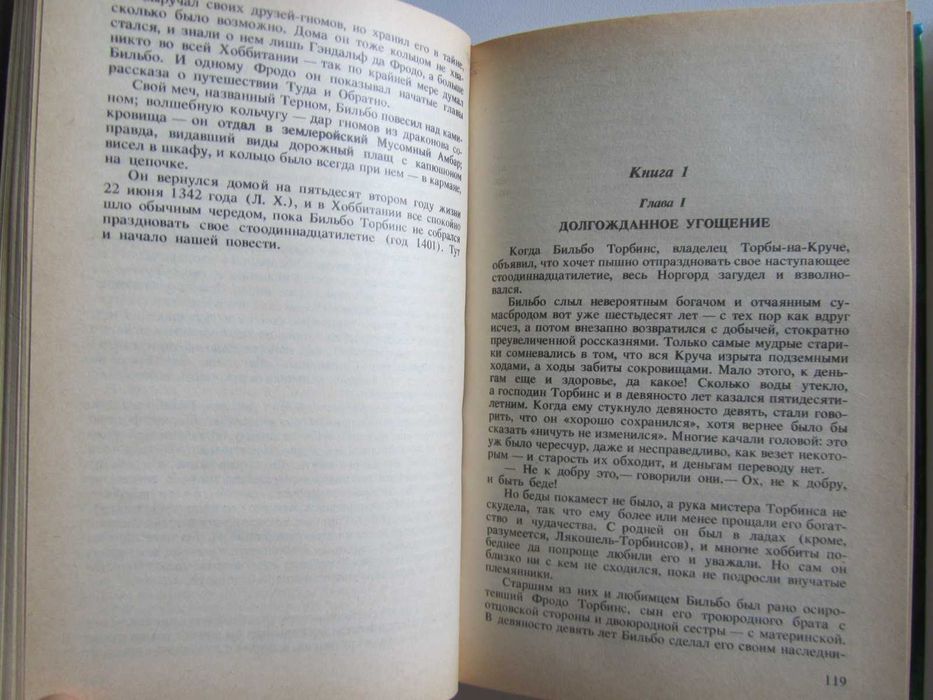 выручал своих друзей-гномов, но хранил его в тайне,
сколько было возможно. Дома он тоже кольцом не хва-
стался, и знали о нем лишь Гэндальф да Фродо, а больше
никто во всей Хоббитании — так по крайней мере думал
Бильбо. И одному Фродо он показывал начатые главы
рассказа о путешествии Туда и Обратно.
Свой меч, названный Терном, Бильбо повесил над ками-
ном; волшебную кольчугу — дар гномов из драконова со-
кровища — он отдал в землеройский Мусомный Амбар;
правда, видавший виды дорожный плащ с капюшоном
висел в шкафу, и кольцо было всегда при нем — в кармане,
на цепочке.
Он вернулся домой на пятьдесят втором году жизни
22 июня 1342 года (Л. Х.), и в Хоббитании все спокойно
шло обычным чередом, пока Бильбо Торбинс не собрался
праздновать свое стоодиннадцатилетие (год 1401). Тут
и начало нашей повести.
Книга 1
Глава I
ДОЛГОЖДАННОЕ УГОЩЕНИЕ
Когда Бильбо Торбинс, владелец Торбы-на-Круче,
объявил, что хочет пышно отпраздновать свое наступающее
стоодиннадцатилетие, весь Норгорд загудел и взволно-
вался.
Бильбо слыл невероятным богачом и отчаянным су-
масбродом вот уже шестьдесят лет — с тех пор как вдруг
исчез, а потом внезапно возвратился с добычей, стократно
преувеличенной россказнями. Только самые мудрые стари-
ки сомневались в том, что вся Круча изрыта подземными
ходами, а ходы забиты сокровищами. Мало этого, к день-
гам еще и здоровье, да какое! Сколько воды утекло,
а господин Торбинс и в девяносто лет казался пятидесяти-
летним. Когда ему стукнуло девяносто девять, стали гово-
рить, что он «хорошо сохранился», хотя вернее было бы
сказать «ничуть не изменился». Многие качали головой: это
уж было чересчур, даже и несправедливо, как везет некото-
рым — и старость их обходит, и деньгам переводу нет.
— Не к добру это,— говорили они.— Ох, не к добру,
и быть беде!
Но беды покамест не было, а рука мистера Торбинса не
скудела, так что ему более или менее прощали его богат-
ство и чудачества. С родней он был в ладах (кроме,
разумеется, Лякошель-Торбинсов), и многие хоббиты по-
беднее да попроще любили его и уважали. Но сам он
близко ни с кем не сходился, пока не подросли внучатые
племянники.
Старшим из них и любимцем Бильбо был рано осиро-
тевший Фродо Торбинс, сын его троюродного брата с
отцовской стороны и двоюродной сестры — с материнской.
В девяносто девять лет Бильбо сделал его своим наследни-
119